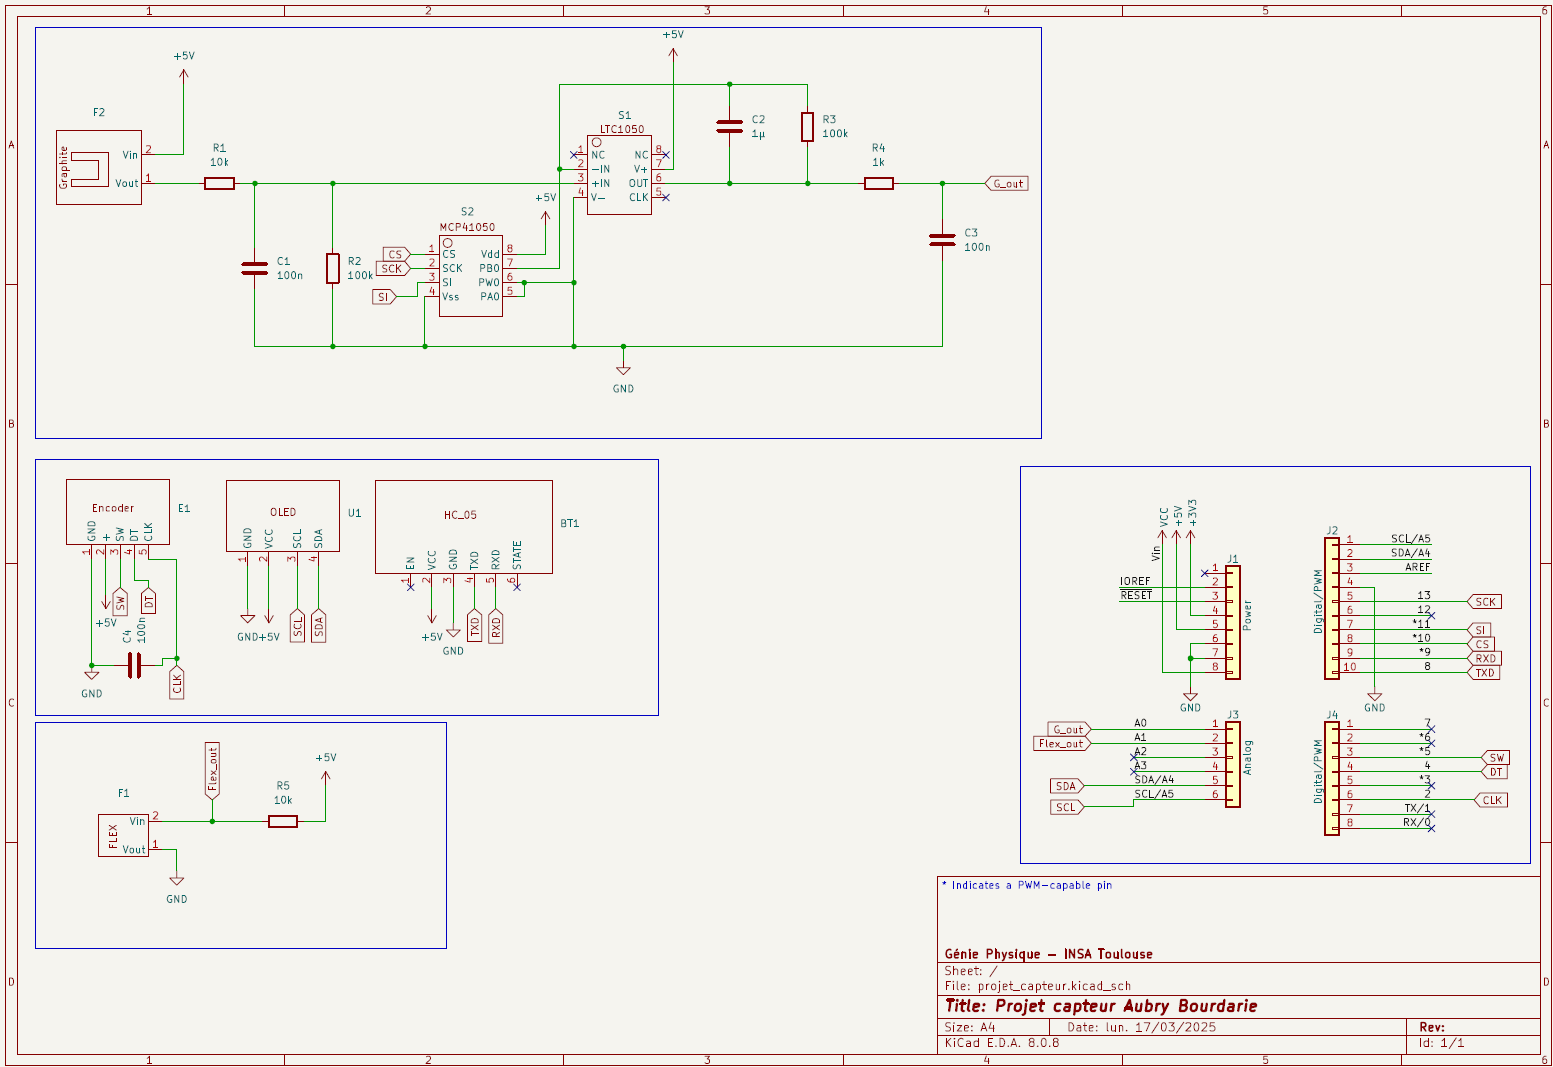 1 2 3 4 5 6
A A
B B
C C
D D
1 2 3 4 5 6
+5V
F2
Graphite
Vin 2
Vout 1
R1
10k
C1
100n
R2
100k
S2
MCP41050
CS
SCK
SI
1 CS
2 SCK
3 SI
4 Vss
Vdd 8
PB0 7
PW0 6
PA0 5
+5V
S1
LTC1050
1 NC
2 −IN
3 +IN
4 V−
NC 8
V+ 7
OUT 6
CLK 5
+5V
C2
1µ
R3
100k
R4
1k
G_out
C3
100n
GND
Encoder
E1
GND
+
SW
DT
CLK
1 2 3 4 5
+5V
SW
DT
C4
100n
GND
CLK
OLED
U1
GND
VCC
SCL
SDA
1 2 3 4
GND
+5V
SCL
SDA
HC_05
BT1
EN
VCC
GND
TXD
RXD
STATE
1 2 3 4 5 6
+5V
GND
TXD
RXD
Flex_out
F1
FLEX
Vin 2
Vout 1
R5
10k
+5V
GND
VCC
+5V
+3V3
Vin
IOREF
RESET
J1
Power
1
2
3
4
5
6
7
8
GND
J2
Digital/PWM
1 SCL/A5
2 SDA/A4
3 AREF
4
5 13 SCK
6 12
7 *11 SI
8 *10 CS
9 *9 RXD
10 8 TXD
GND
J3
Analog
G_out A0 1
Flex_out A1 2
A2 3
A3 4
SDA SDA/A4 5
SCL SCL/A5 6
J4
Digital/PWM
1 7
2 *6
3 *5 SW
4 4 DT
5 *3
6 2 CLK
7 TX/1
8 RX/0
* Indicates a PWM−capable pin
Génie Physique − INSA Toulouse
Sheet: /
File: projet_capteur.kicad_sch
Title: Projet capteur Aubry Bourdarie
Size: A4 Date: lun. 17/03/2025 Rev:
KiCad E.D.A. 8.0.8 Id: 1/1